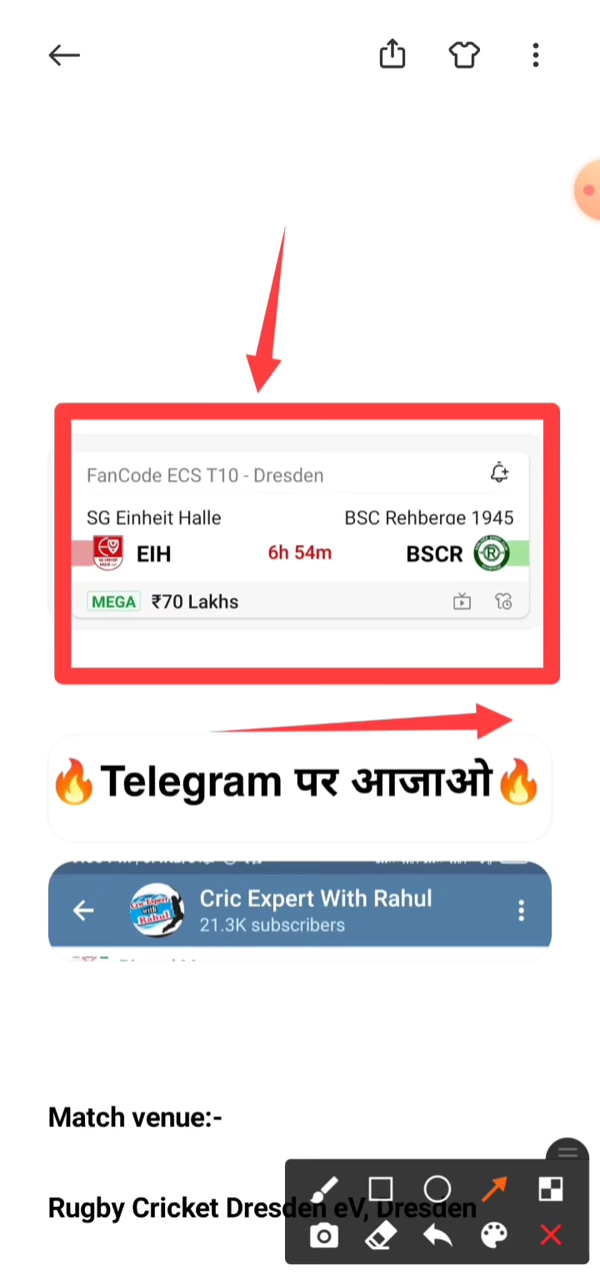 FanCode ECS T10 - Dresden
SG Einheit Halle BSC Rehberge 1945
EIH 6h 54m BSCR
MEGA ₹70 Lakhs
🔥Telegram पर आजाओ🔥
Cric Expert With Rahul
21.3K subscribers
Match venue:-
Rugby Cricket Dresden eV, Dresden